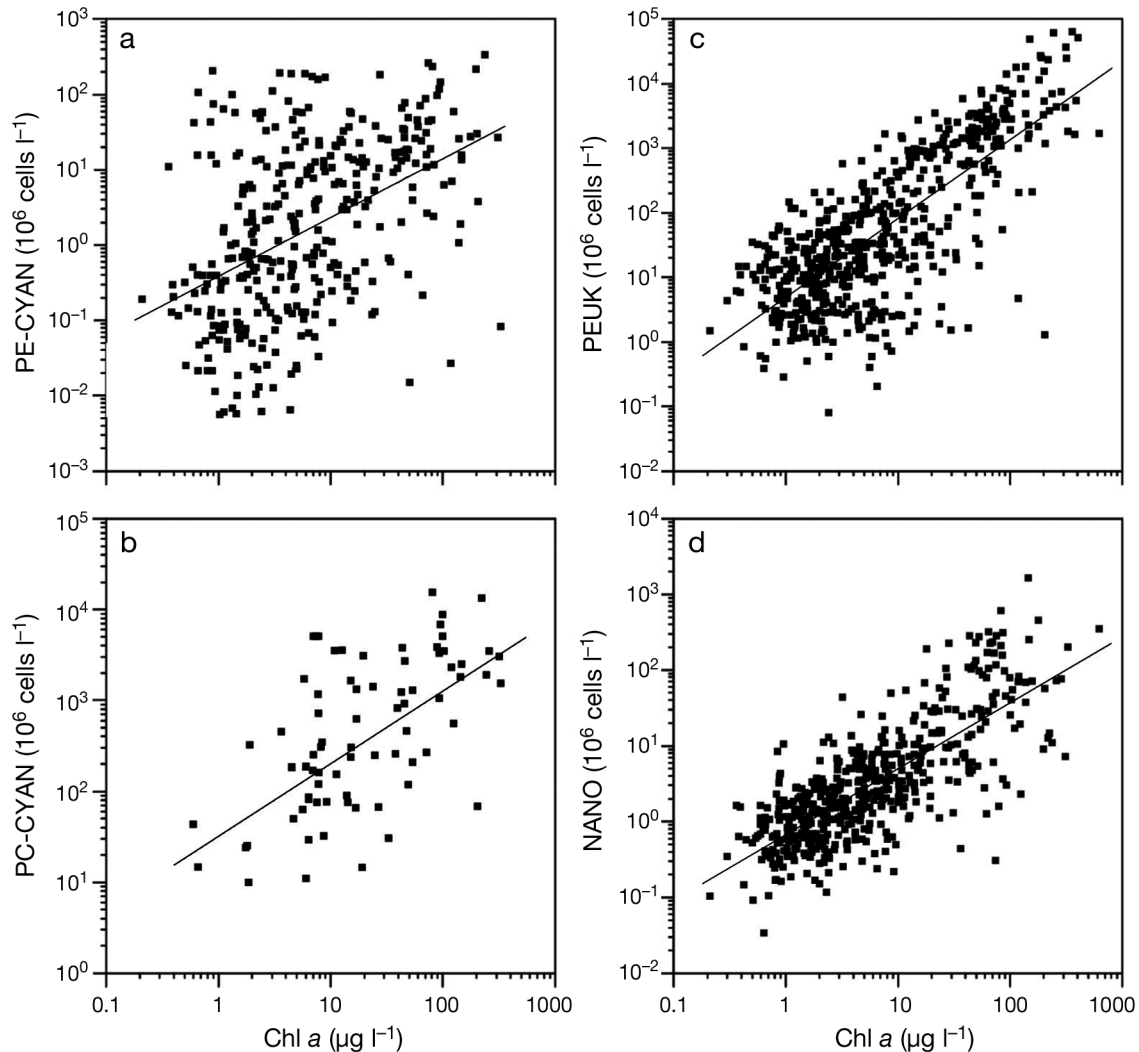 a
PE-CYAN (10⁶ cells l⁻¹)
10³
10²
10¹
10⁰
10⁻¹
10⁻²
10⁻³
c
PEUK (10⁶ cells l⁻¹)
10⁵
10⁴
10³
10²
10¹
10⁰
10⁻¹
10⁻²
b
PC-CYAN (10⁶ cells l⁻¹)
10⁵
10⁴
10³
10²
10¹
10⁰
0.1 1 10 100 1000
Chl a (µg l⁻¹)
d
NANO (10⁶ cells l⁻¹)
10⁴
10³
10²
10¹
10⁰
10⁻¹
10⁻²
0.1 1 10 100 1000
Chl a (µg l⁻¹)